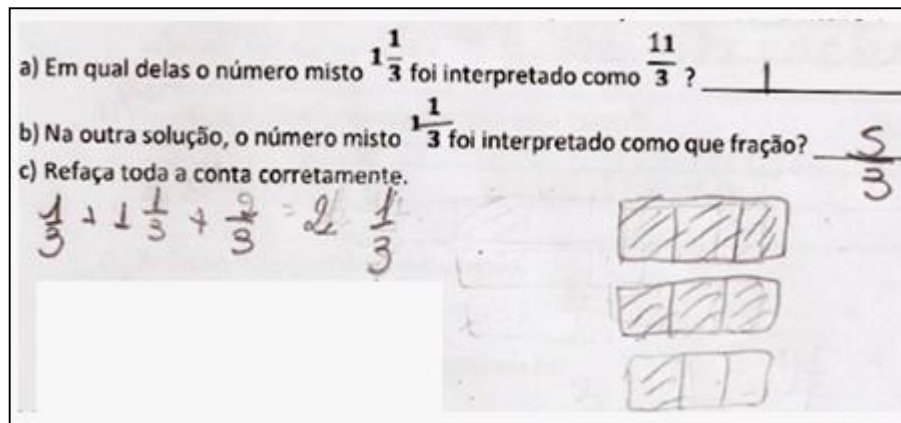 a) Em qual delas o número misto 1 1/3 foi interpretado como 11/3 ? 1
b) Na outra solução, o número misto 1 1/3 foi interpretado como que fração? 5/3
c) Refaça toda a conta corretamente.
1/3 + 1 1/3 + 2/3 = 2 1/3